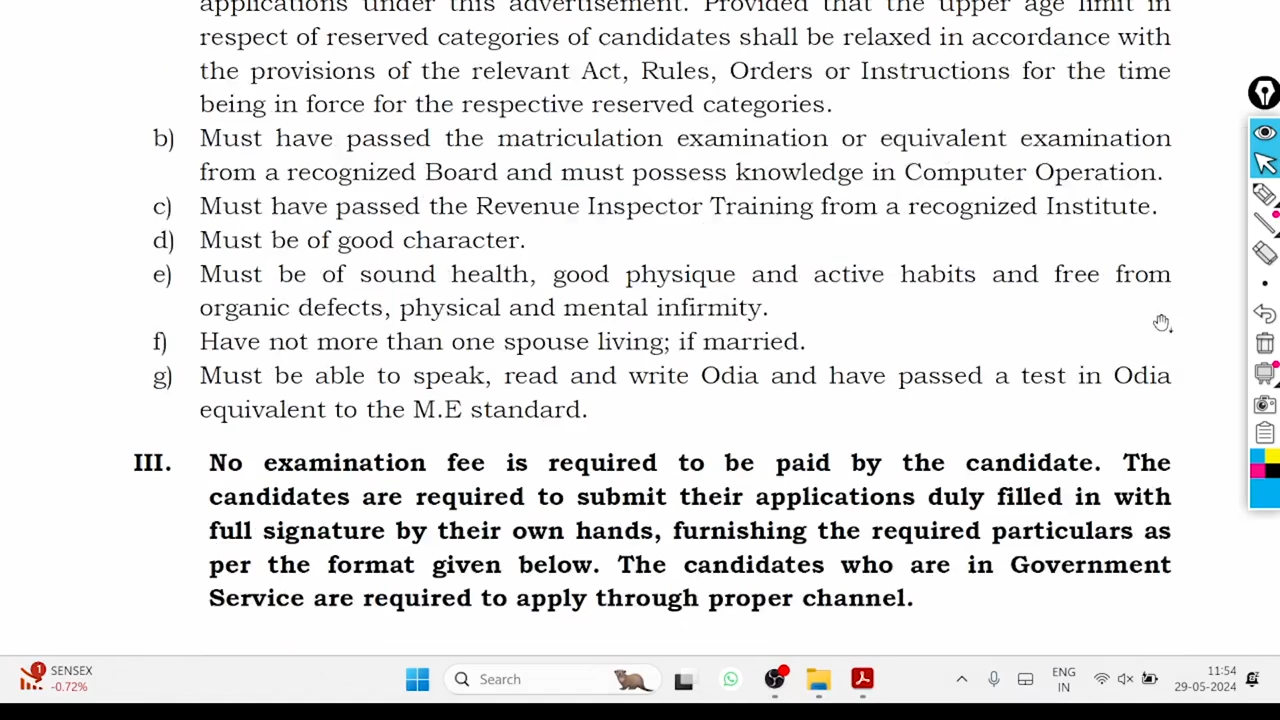 applications under this advertisement. Provided that the upper age limit in
respect of reserved categories of candidates shall be relaxed in accordance with
the provisions of the relevant Act, Rules, Orders or Instructions for the time
being in force for the respective reserved categories.
b) Must have passed the matriculation examination or equivalent examination
from a recognized Board and must possess knowledge in Computer Operation.
c) Must have passed the Revenue Inspector Training from a recognized Institute.
d) Must be of good character.
e) Must be of sound health, good physique and active habits and free from
organic defects, physical and mental infirmity.
f) Have not more than one spouse living; if married.
g) Must be able to speak, read and write Odia and have passed a test in Odia
equivalent to the M.E standard.
III. No examination fee is required to be paid by the candidate. The
candidates are required to submit their applications duly filled in with
full signature by their own hands, furnishing the required particulars as
per the format given below. The candidates who are in Government
Service are required to apply through proper channel.
1 SENSEX
-0.72%
Search
ENG
IN
11:54
29-05-2024